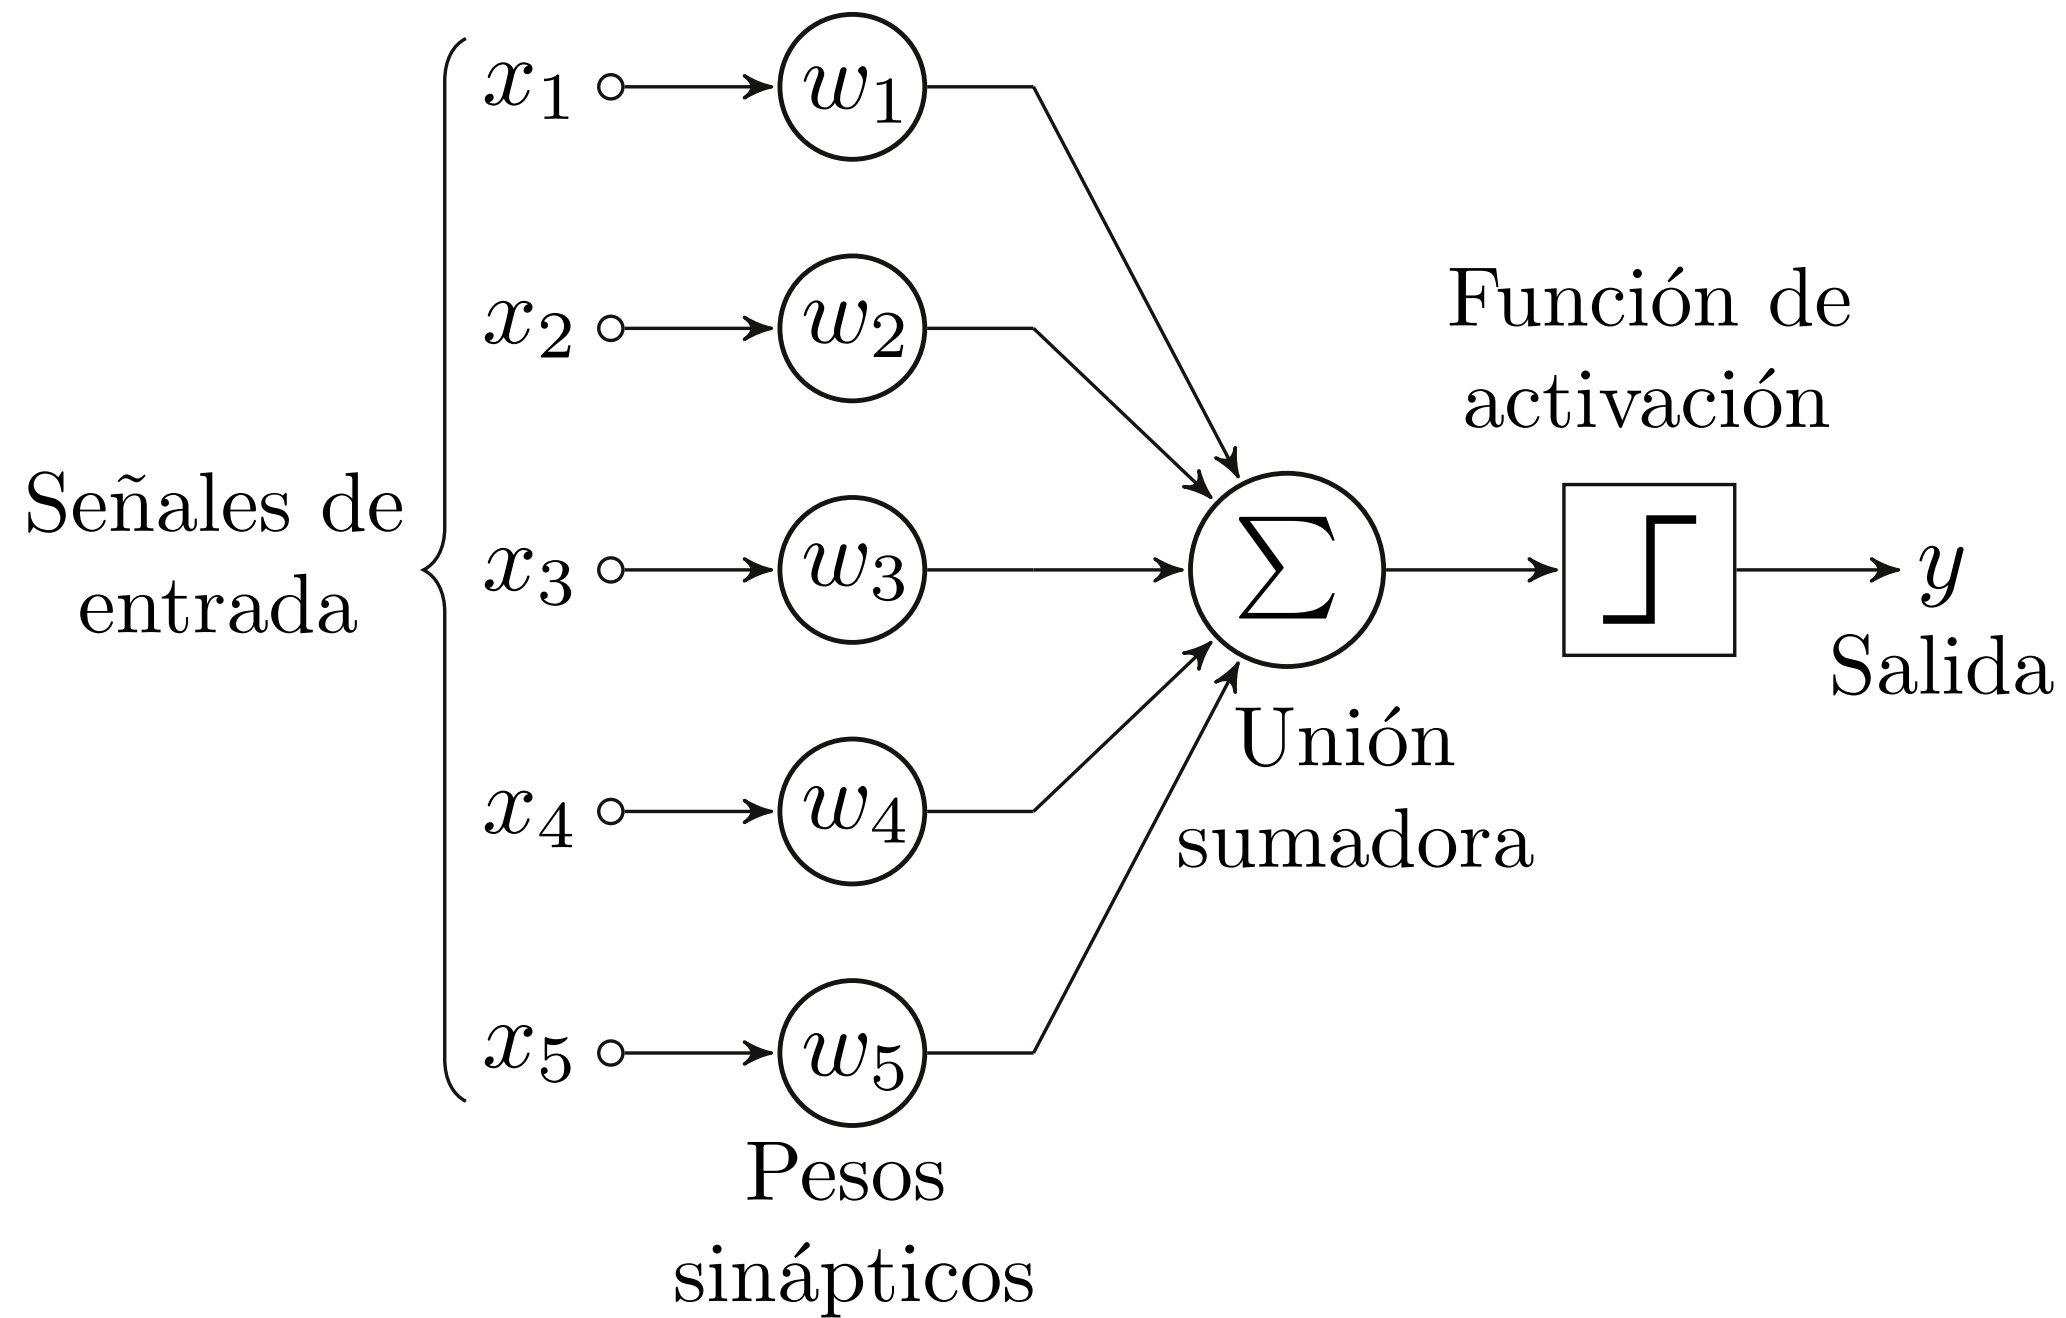 x1
w1
x2
w2
Función de
activación
Señales de
entrada
x3
w3
∑
y
Salida
Unión
sumadora
x4
w4
x5
w5
Pesos
sinápticos